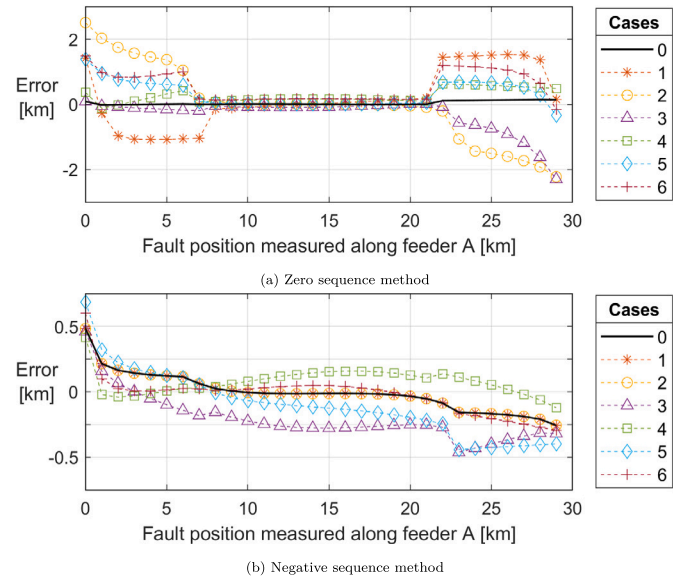 2
0
-2
Error
[km]
0 5 10 15 20 25 30
Fault position measured along feeder A [km]
Cases
0
1
2
3
4
5
6
(a) Zero sequence method
0.5
0
-0.5
Error
[km]
0 5 10 15 20 25 30
Fault position measured along feeder A [km]
Cases
0
1
2
3
4
5
6
(b) Negative sequence method